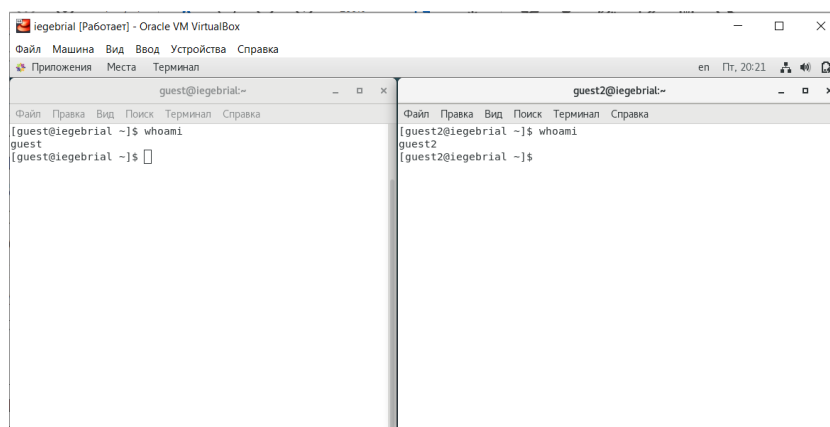 iegebrial [Работает] - Oracle VM VirtualBox
Файл Машина Вид Ввод Устройства Справка
Приложения Места Терминал en Пт, 20:21
guest@iegebrial:~
Файл Правка Вид Поиск Терминал Справка
[guest@iegebrial ~]$ whoami
guest
[guest@iegebrial ~]$
guest2@iegebrial:~
Файл Правка Вид Поиск Терминал Справка
[guest2@iegebrial ~]$ whoami
guest2
[guest2@iegebrial ~]$